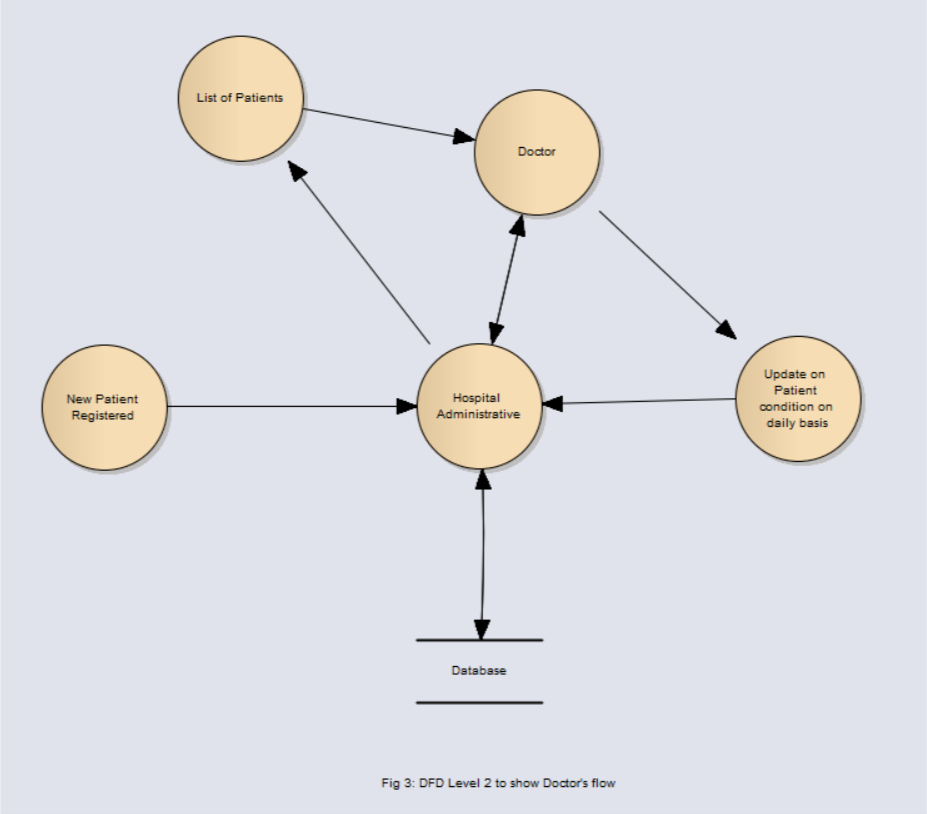 List of Patients
Doctor
New Patient
Registered
Hospital
Administrative
Update on
Patient
condition on
daily basis
Database
Fig 3: DFD Level 2 to show Doctor's flow